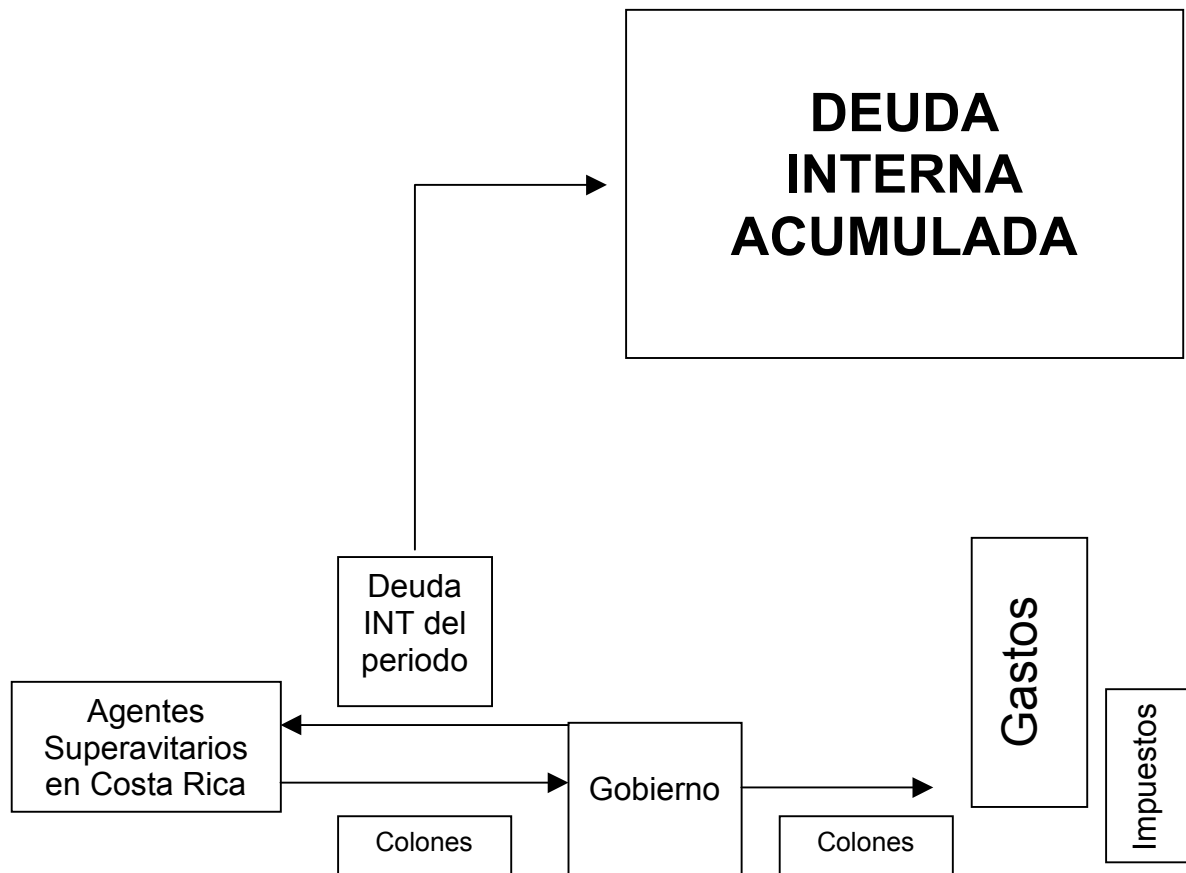 DEUDA
INTERNA
ACUMULADA
Deuda
INT del
periodo
Gastos
Agentes
Superavitarios
en Costa Rica
Gobierno
Impuestos
Colones
Colones